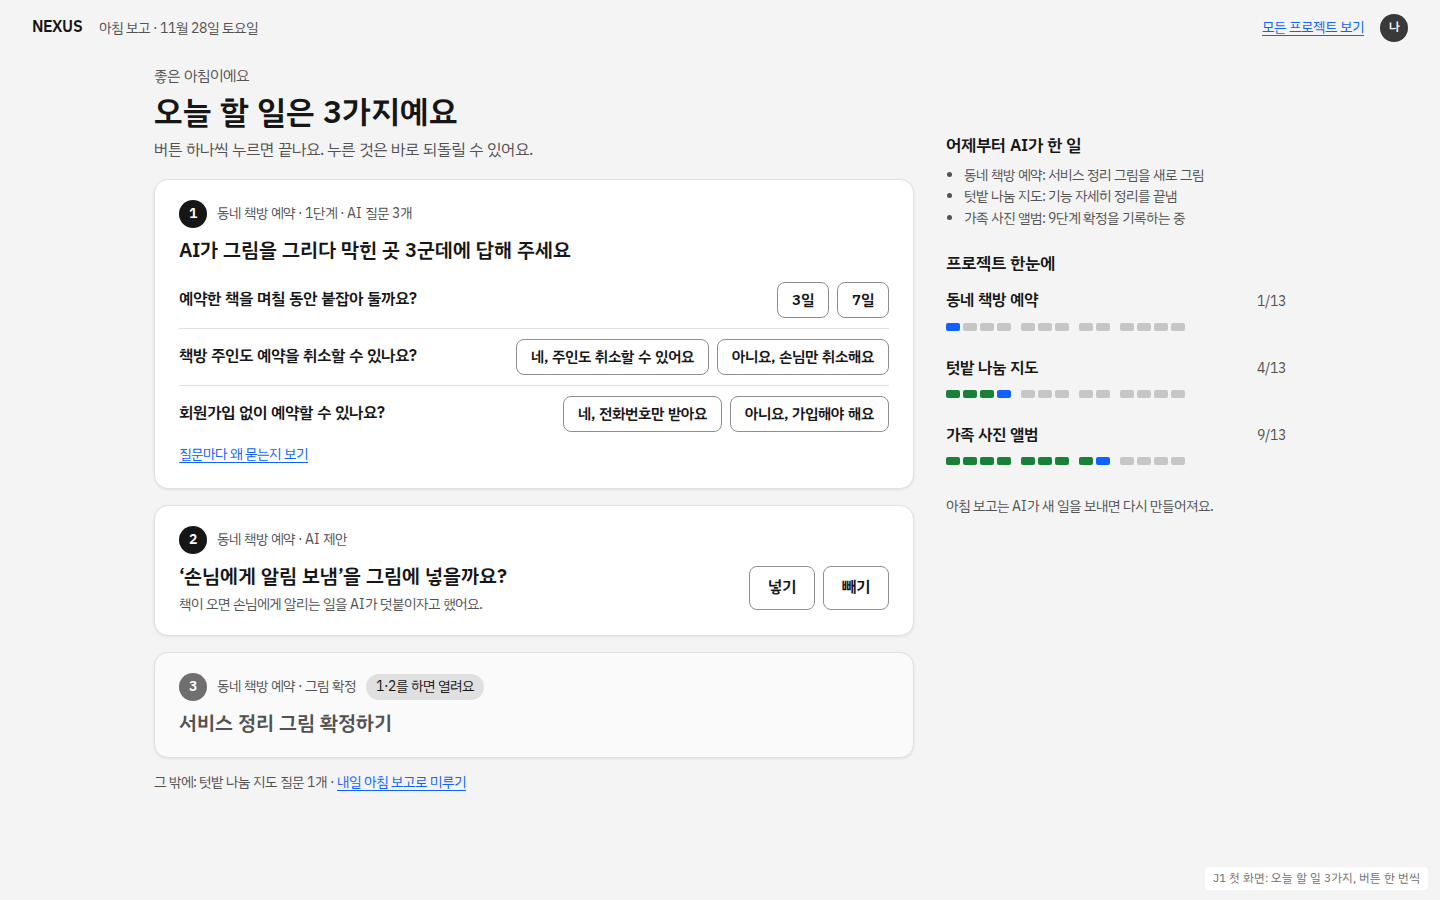 NEXUS 아침 보고 · 11월 28일 토요일
모든 프로젝트 보기 나
좋은 아침이에요
오늘 할 일은 3가지예요
버튼 하나씩 누르면 끝나요. 누른 것은 바로 되돌릴 수 있어요.
1 동네 책방 예약 · 1단계 · AI 질문 3개
AI가 그림을 그리다 막힌 곳 3군데에 답해 주세요
예약한 책을 며칠 동안 붙잡아 둘까요? 3일 7일
책방 주인도 예약을 취소할 수 있나요? 네, 주인도 취소할 수 있어요 아니요, 손님만 취소해요
회원가입 없이 예약할 수 있나요? 네, 전화번호만 받아요 아니요, 가입해야 해요
질문마다 왜 묻는지 보기
2 동네 책방 예약 · AI 제안
‘손님에게 알림 보냄’을 그림에 넣을까요?
책이 오면 손님에게 알리는 일을 AI가 덧붙이자고 했어요.
넣기 빼기
3 동네 책방 예약 · 그림 확정 1·2를 하면 열려요
서비스 정리 그림 확정하기
그 밖에: 텃밭 나눔 지도 질문 1개 · 내일 아침 보고로 미루기
어제부터 AI가 한 일
• 동네 책방 예약: 서비스 정리 그림을 새로 그림
• 텃밭 나눔 지도: 기능 자세히 정리를 끝냄
• 가족 사진 앨범: 9단계 확정을 기록하는 중
프로젝트 한눈에
동네 책방 예약 1/13
텃밭 나눔 지도 4/13
가족 사진 앨범 9/13
아침 보고는 AI가 새 일을 보내면 다시 만들어져요.
J1 첫 화면: 오늘 할 일 3가지, 버튼 한 번씩